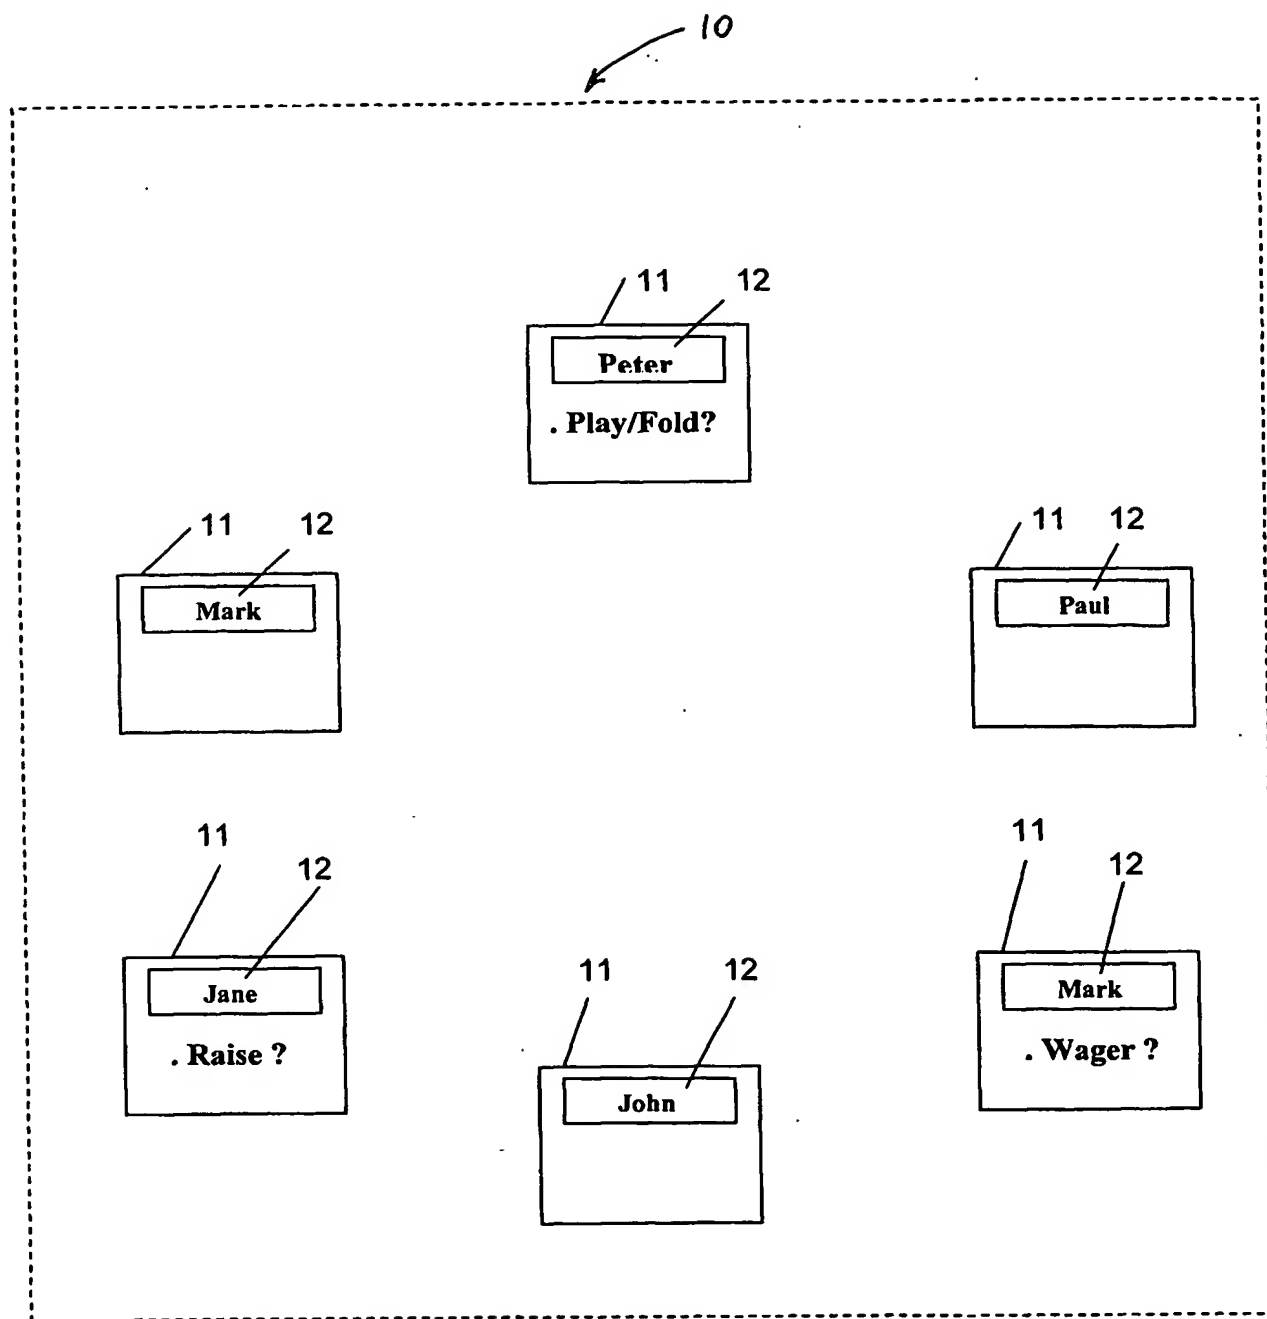 10
11 12
Peter
. Play/Fold?
11 12
Mark
11 12
Paul
11
12
Jane
. Raise ?
11 12
John
11
12
Mark
. Wager ?